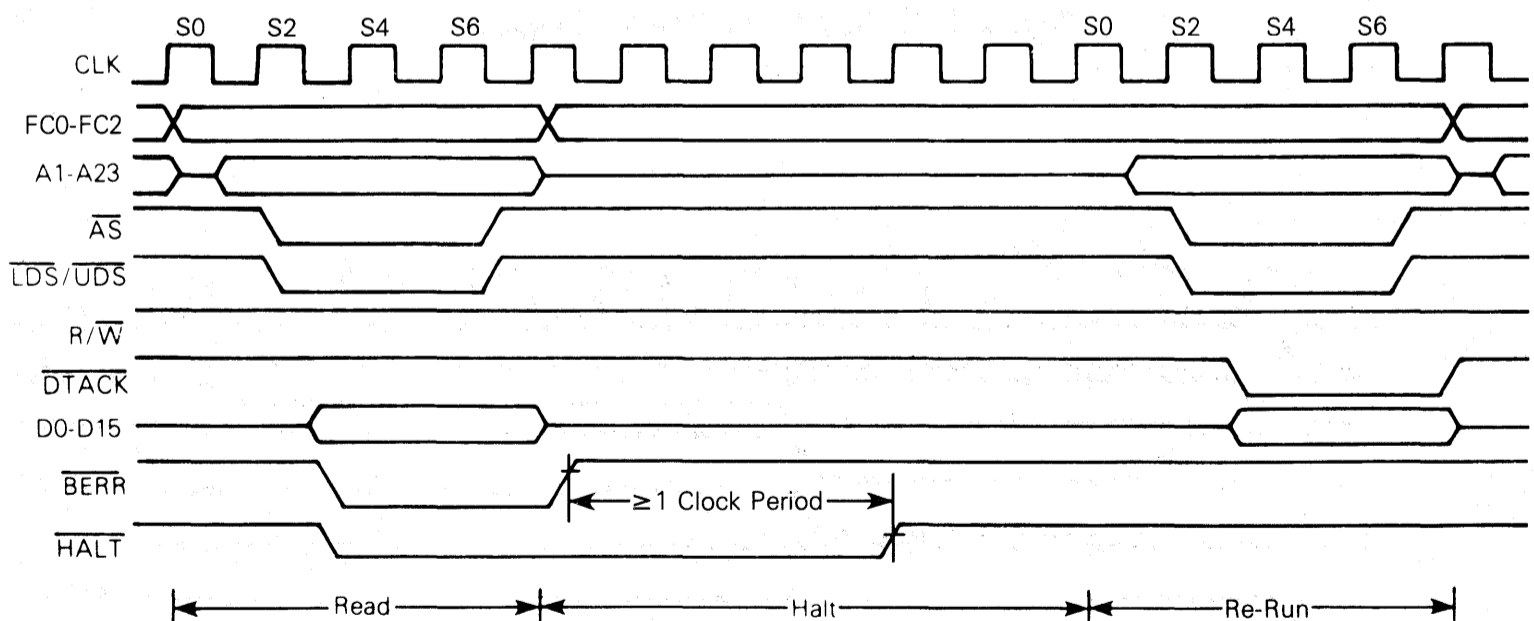 S0 S2 S4 S6 S0 S2 S4 S6
CLK
FC0-FC2
A1-A23
AS
LDS/UDS
R/W
DTACK
D0-D15
BERR
≥1 Clock Period
HALT
Read Halt Re-Run